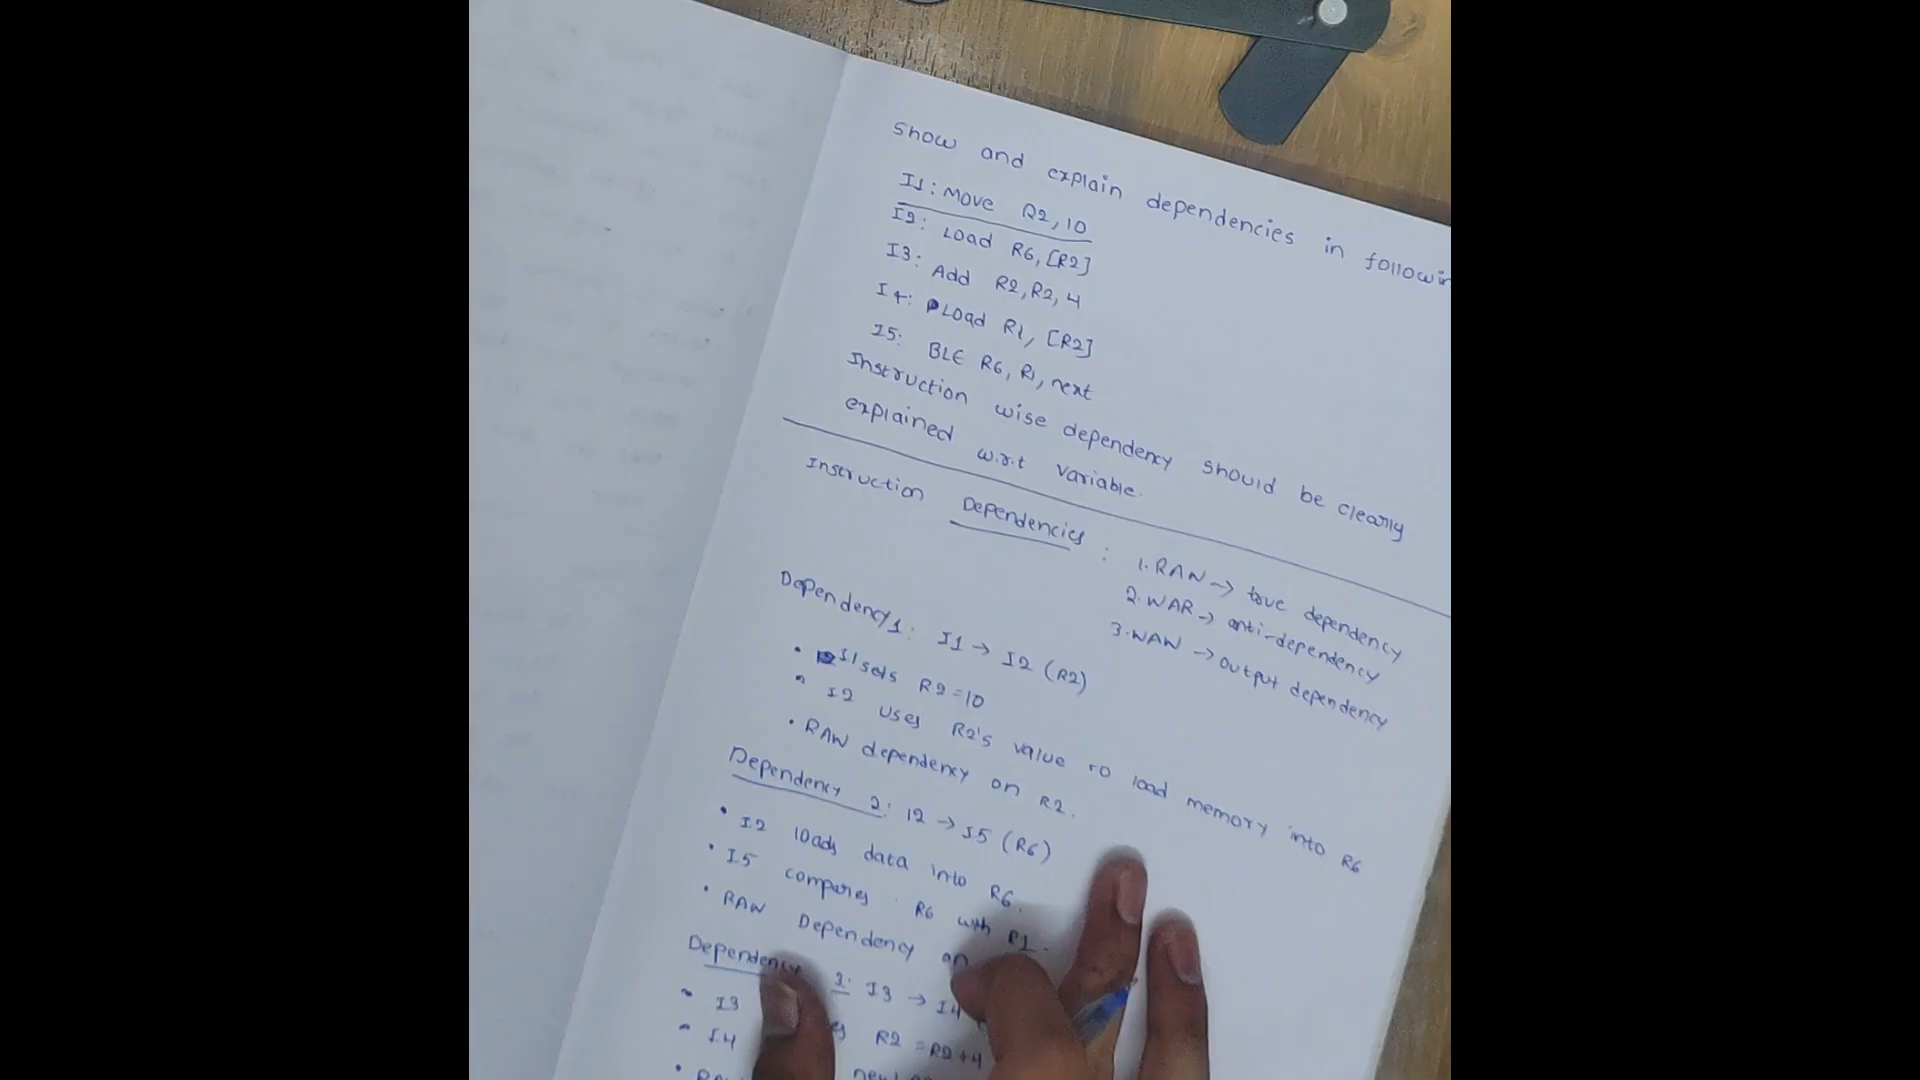 Show and explain dependencies in
I1: Move R2, 10
I2: Load R6, [R2]
I3: Add R2, R2, 4
I4: Load R1, [R2]
I5: BLE R6, R1, next
Instruction wise dependency should be clearly
explained w.r.t variable.
Instruction Dependencies : 1. RAW -> true dependency
2. WAR -> anti-dependency
3. WAW -> output dependency
Dependency 1: I1 -> I2 (R2)
• I1 sets R2=10
• I2 uses R2's value to load memory into R6
• RAW dependency on R2.
Dependency 2: I2 -> I5 (R6)
• I2 loads data into R6.
• I5 compares R6 with R1.
• RAW Dependency on
Dependency 3: I3 -> I4
• I3 R2 = R2+4
• I4